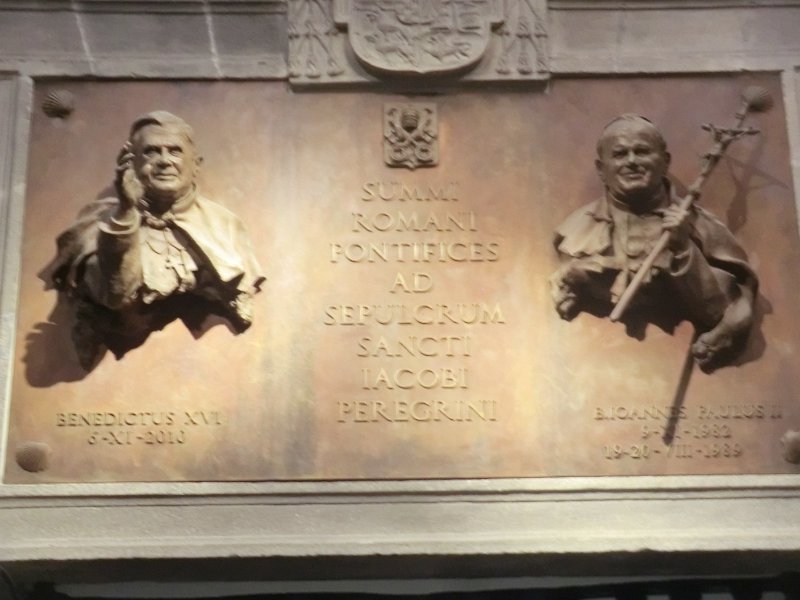 SUMMI
ROMANI
PONTIFICES
AD
SEPULCRUM
SANCTI
IACOBI
PEREGRINI
BENEDICTUS XVI
6-XI-2010
B.IOANNES PAULUS II
9-XI-1982
19-20-VIII-1989